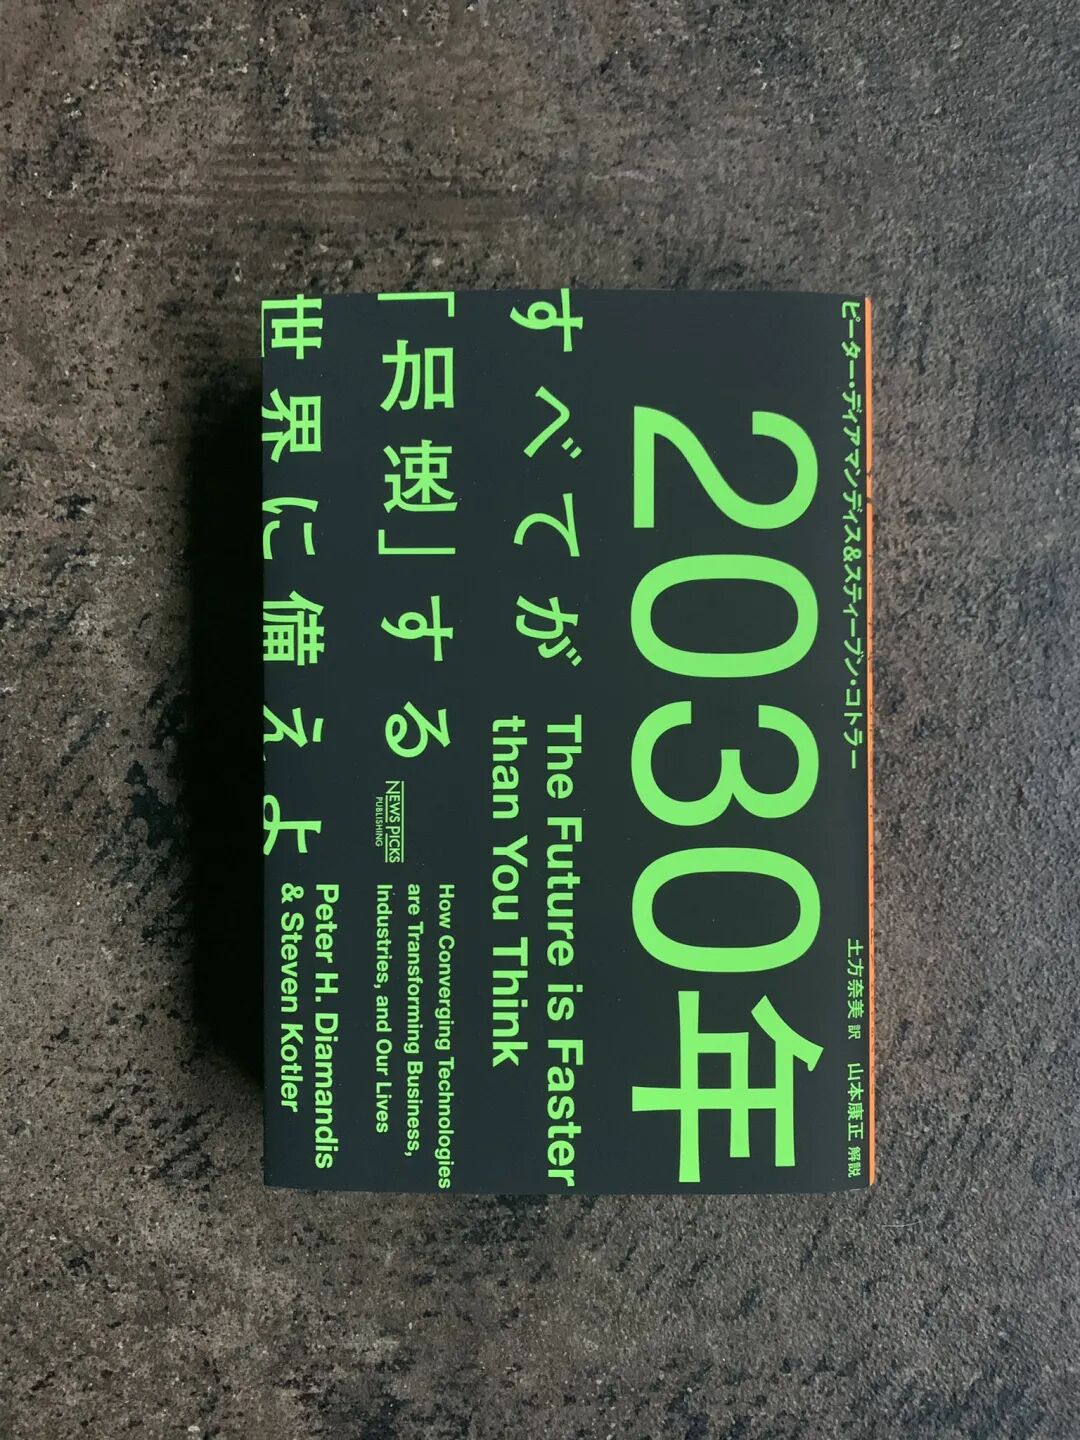 ピーター・ディアマンディス&スティーブン・コトラー
土方奈美 訳 山本康正 解説
2030年
すべてが
「加速」する
世界に備えよ
The Future is Faster
than You Think
How Converging Technologies
are Transforming Business,
Industries, and Our Lives
NEWS PICKS
PUBLISHING
Peter H. Diamandis
& Steven Kotler